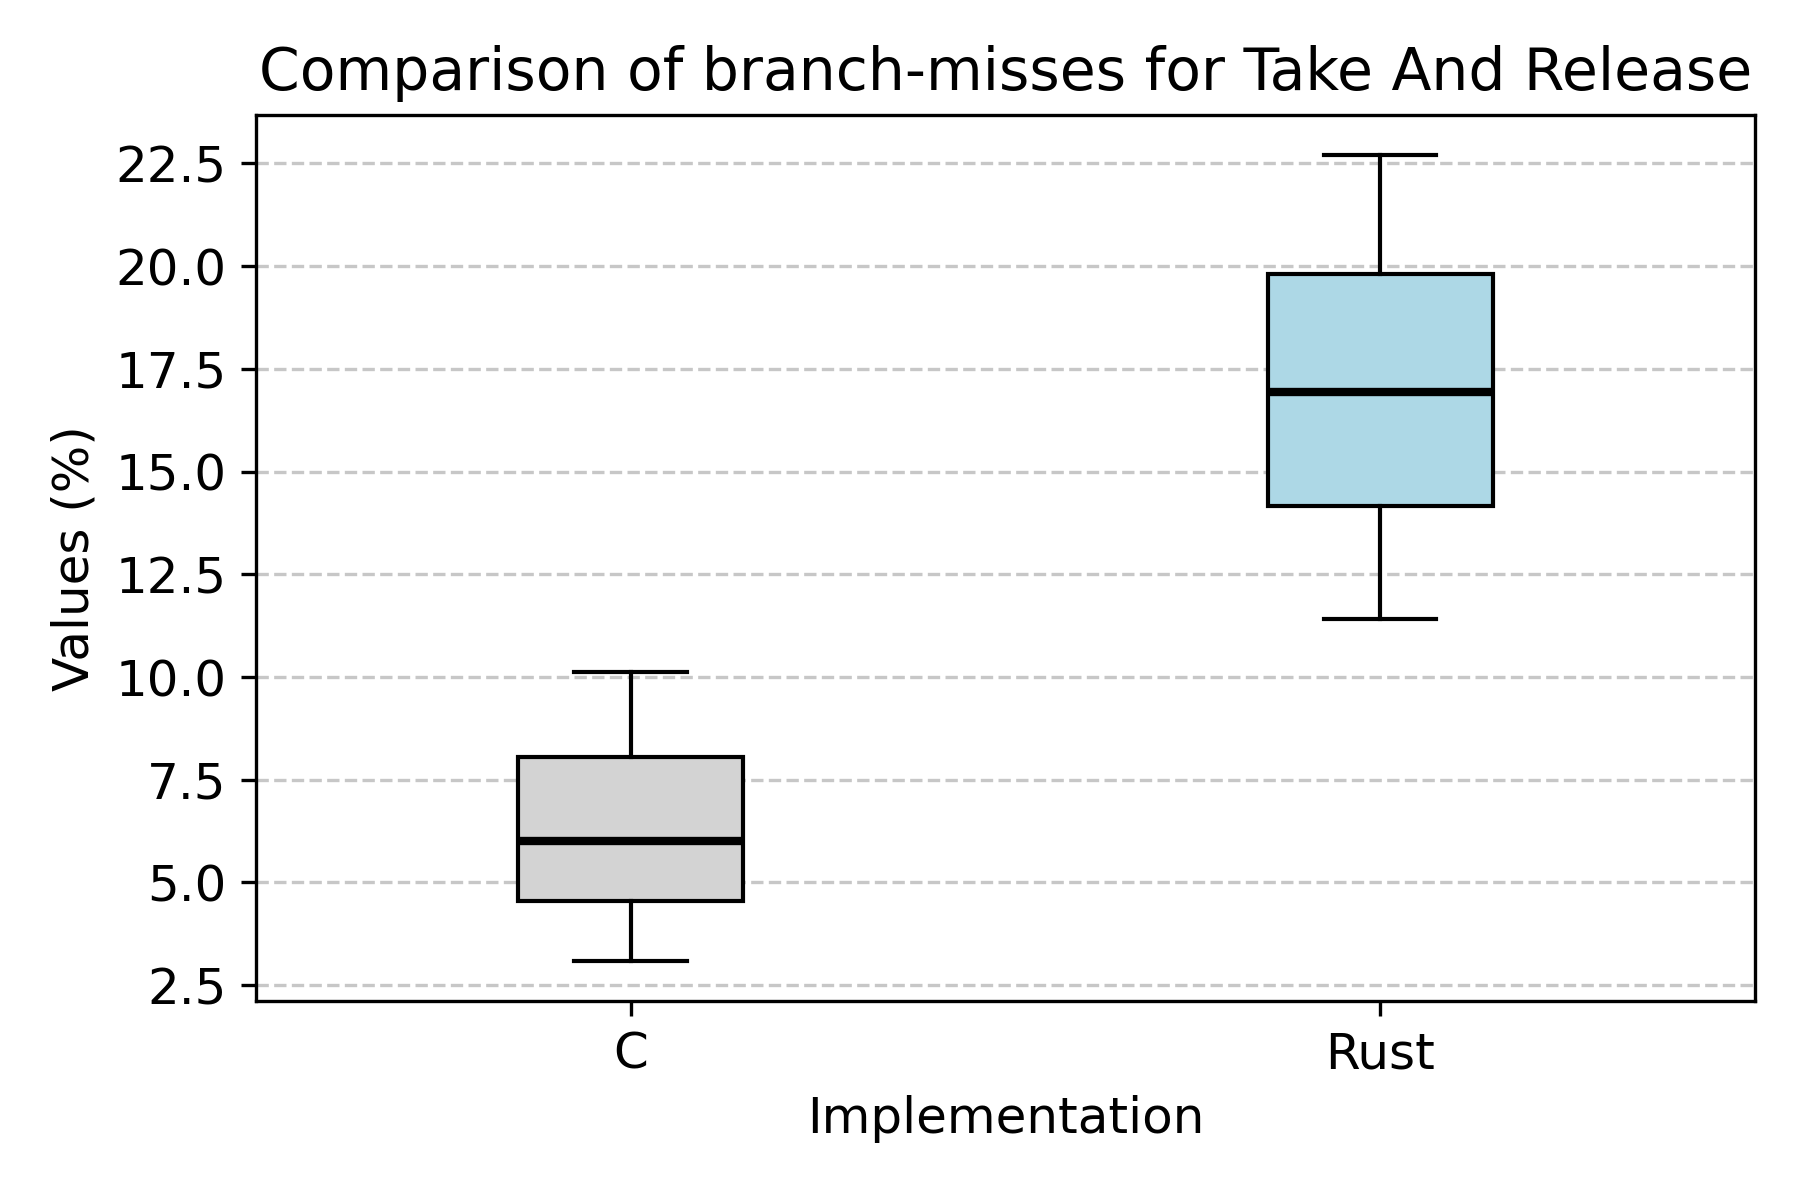 Comparison of branch-misses for Take And Release
22.5
20.0
17.5
15.0
12.5
10.0
7.5
5.0
2.5
Values (%)
C
Rust
Implementation